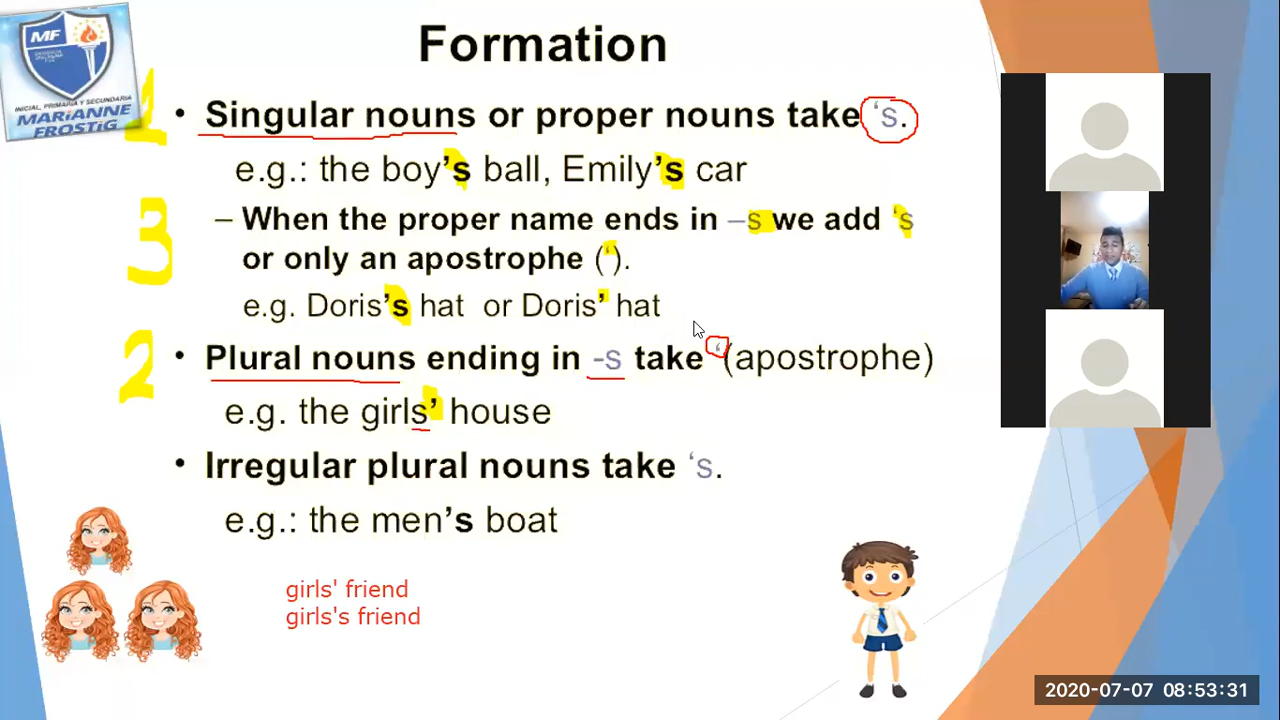 Formation
MF
INICIAL, PRIMARIA Y SECUNDARIA
MARIANNE
FROSTIG
1
• Singular nouns or proper nouns take ‘s.
e.g.: the boy’s ball, Emily’s car
3
– When the proper name ends in –s we add ‘s
or only an apostrophe (‘).
e.g. Doris’s hat or Doris’ hat
2
• Plural nouns ending in -s take ‘(apostrophe)
e.g. the girls’ house
• Irregular plural nouns take ‘s.
e.g.: the men’s boat
girls' friend
girls's friend
2020-07-07 08:53:31